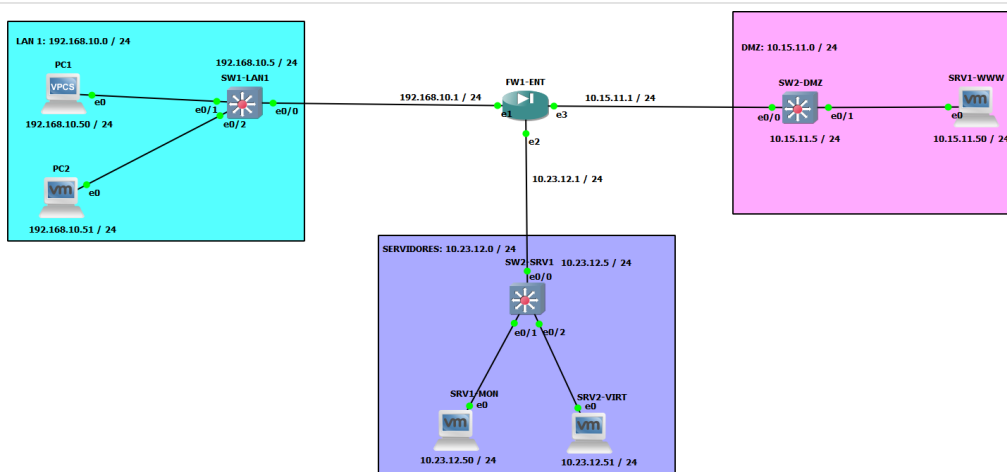 LAN 1: 192.168.10.0 / 24
PC1
VPCS
e0
192.168.10.50 / 24
192.168.10.5 / 24
SW1-LAN1
e0/1
e0/2
e0/0
PC2
vm
e0
192.168.10.51 / 24
192.168.10.1 / 24
FW1-ENT
e1
e3
e2
10.15.11.1 / 24
10.23.12.1 / 24
DMZ: 10.15.11.0 / 24
SW2-DMZ
e0/0
e0/1
10.15.11.5 / 24
SRV1-WWW
vm
e0
10.15.11.50 / 24
SERVIDORES: 10.23.12.0 / 24
SW2-SRV1
10.23.12.5 / 24
e0/0
e0/1
e0/2
SRV1-MON
e0
vm
10.23.12.50 / 24
SRV2-VIRT
e0
vm
10.23.12.51 / 24